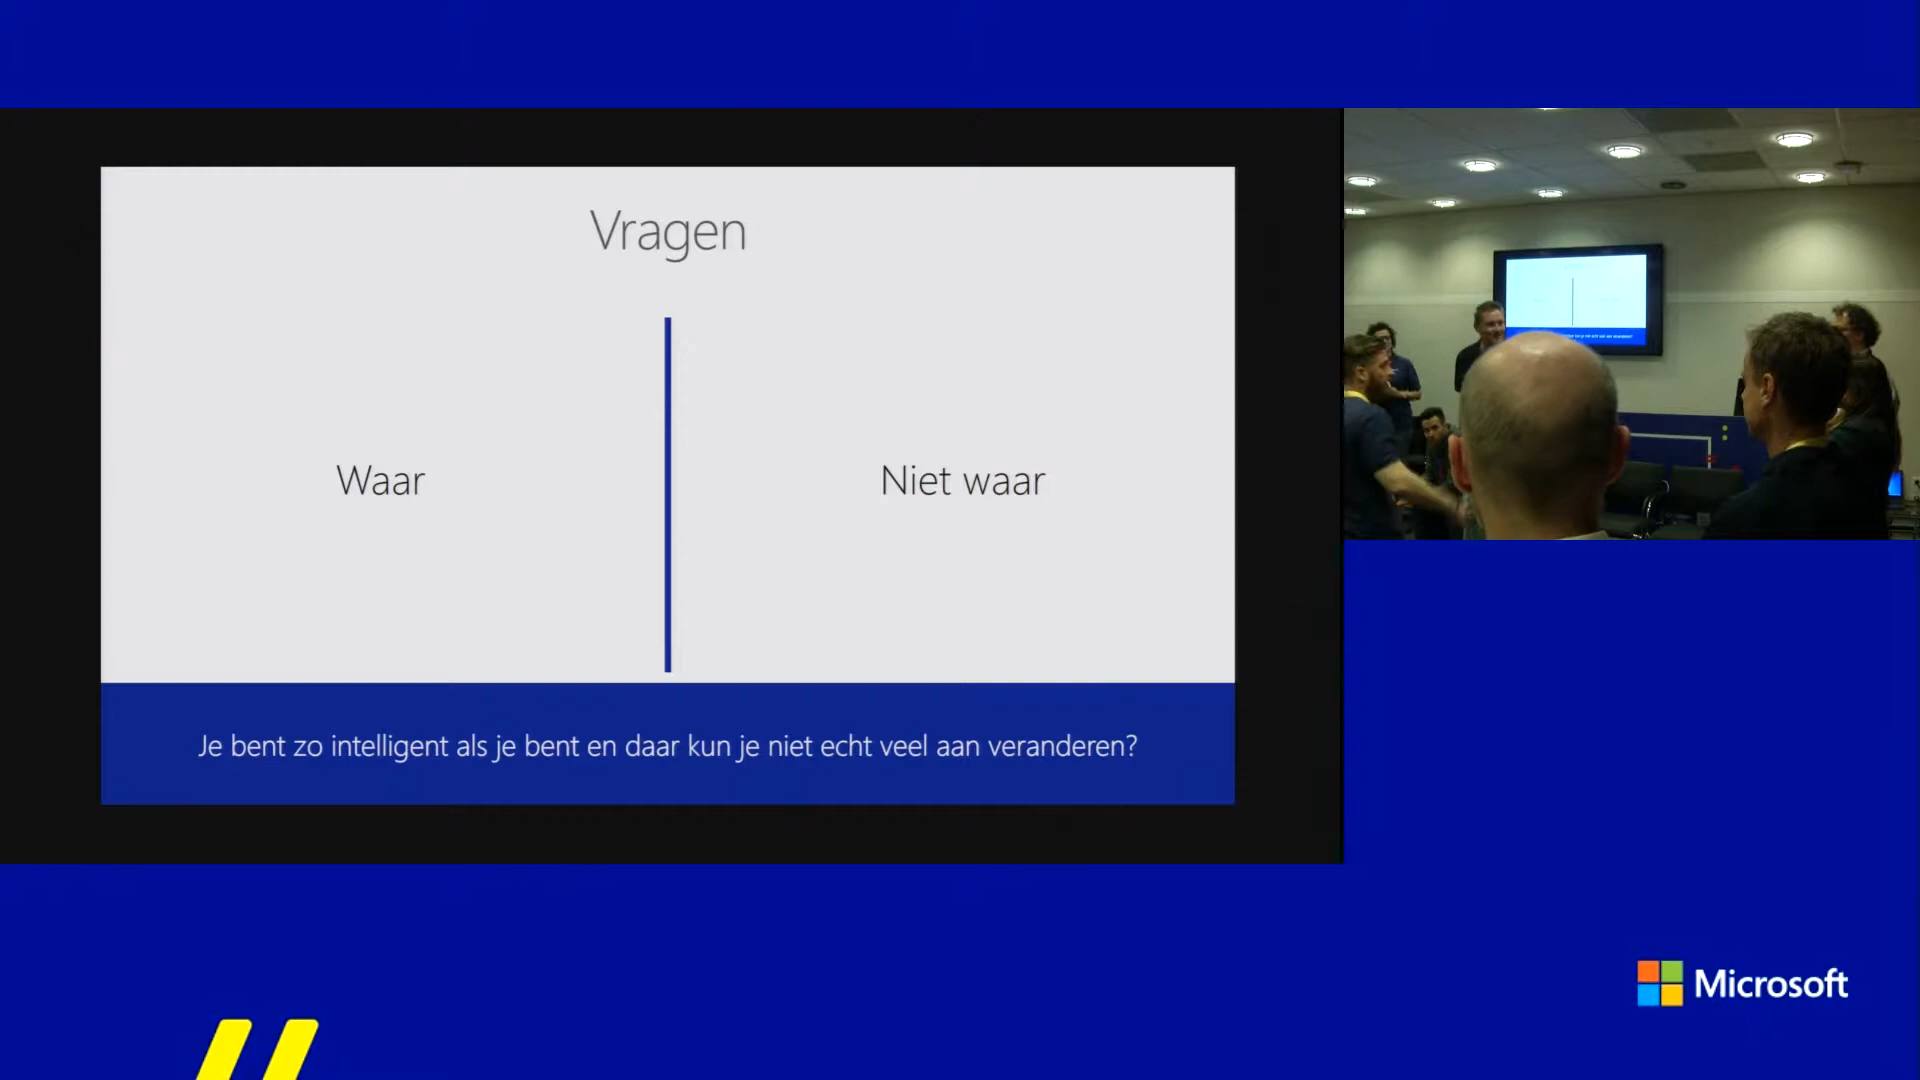 Vragen
Waar
Niet waar
Je bent zo intelligent als je bent en daar kun je niet echt veel aan veranderen?
Microsoft